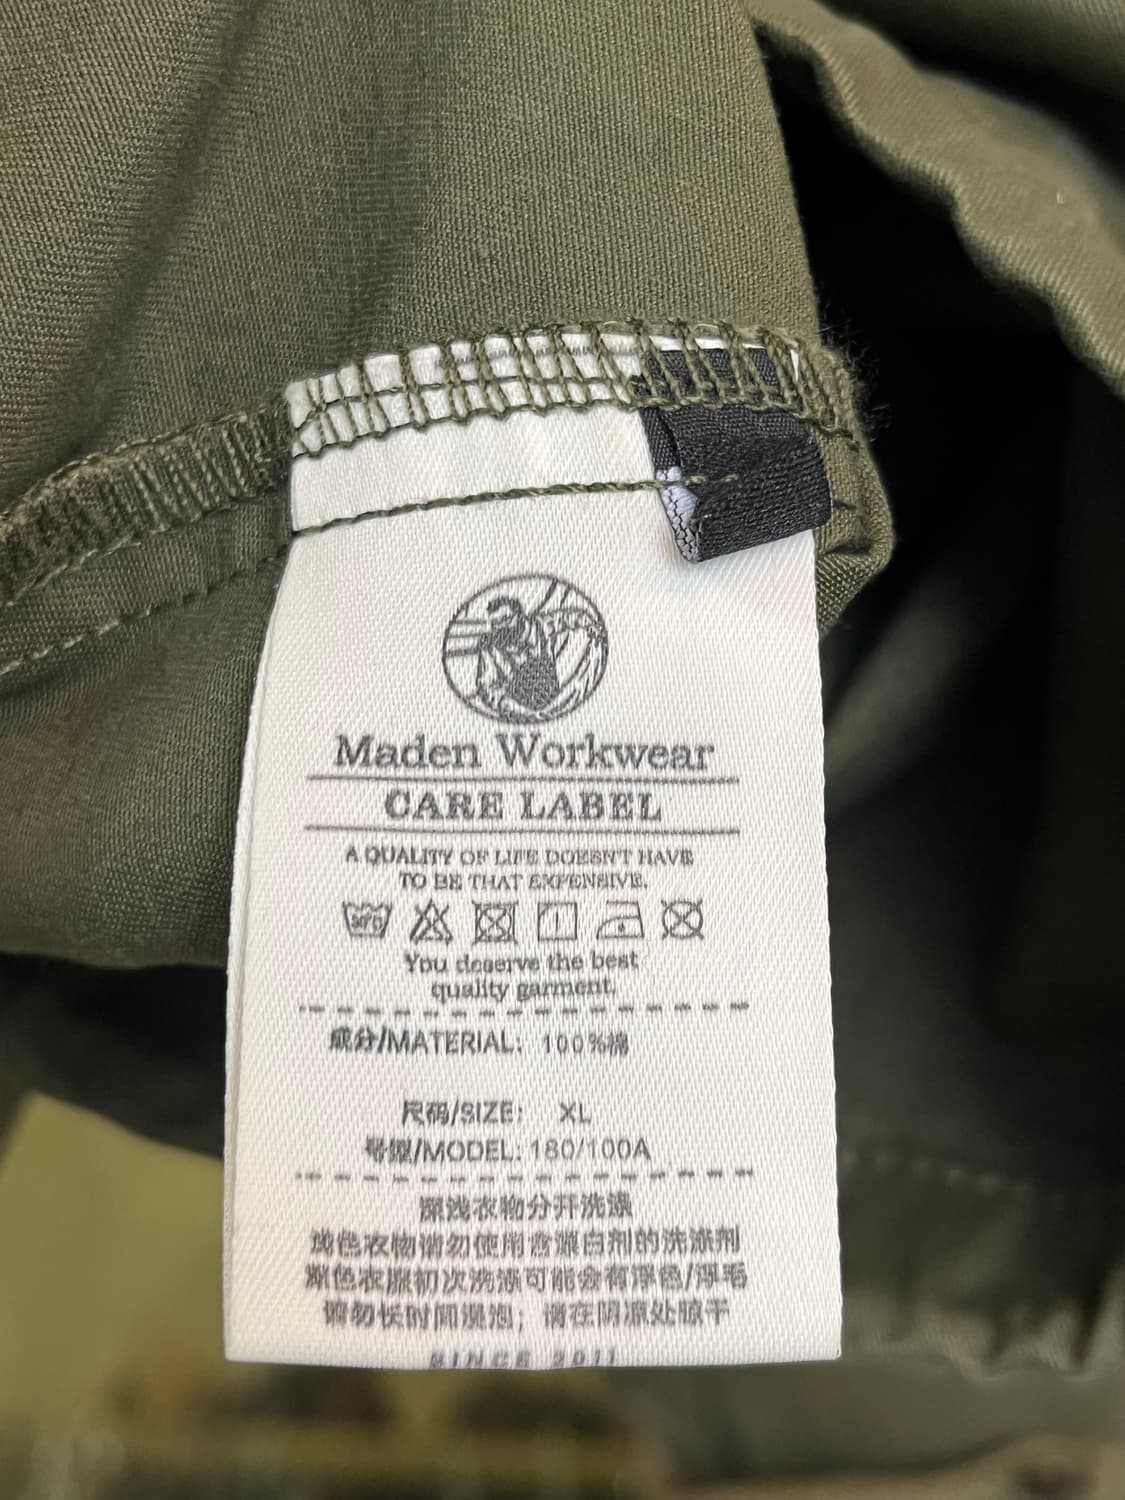 Maden Workwear
CARE LABEL
A QUALITY OF LIFE DOESN'T HAVE
TO BE THAT EXPENSIVE.
You deserve the best
quality garment.
成分/MATERIAL: 100%棉
尺码/SIZE: XL
号型/MODEL: 180/100A
深浅衣物分开洗涤
浅色衣物请勿使用含漂白剂的洗涤剂
深色衣服初次洗涤可能会有浮色/浮毛
请勿长时间浸泡；请在阴凉处晾干
SINCE 2011